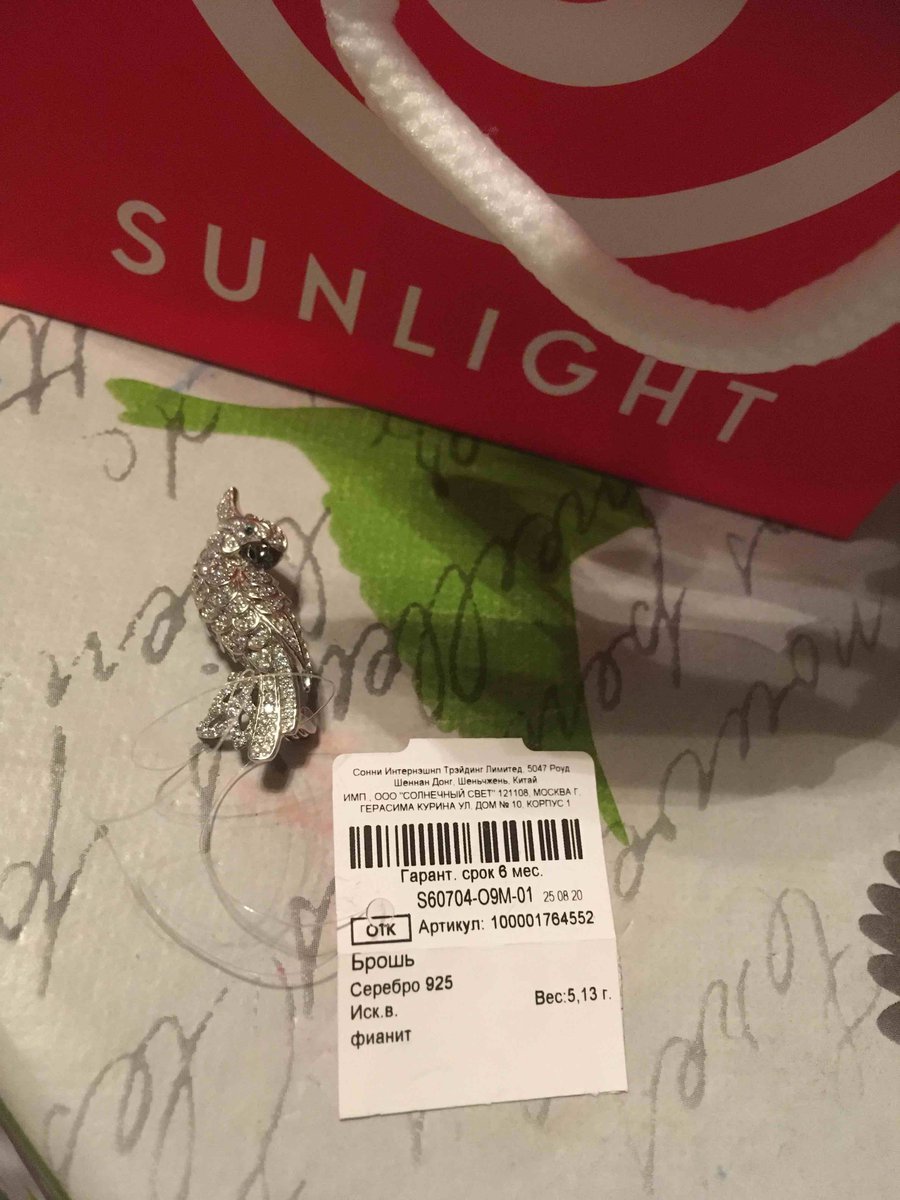 SUNLIGHT
Сонни Интернэшнл Трэйдинг Лимитед, 5047 Роуд
Шеннан Донг, Шеньчжень, Китай
ИМП., ООО "СОЛНЕЧНЫЙ СВЕТ" 121108, МОСКВА Г.
ГЕРАСИМА КУРИНА УЛ. ДОМ № 10, КОРПУС 1
Гарант. срок 6 мес.
S60704-O9M-01 25.08.20
ОТК Артикул: 100001764552
Брошь
Серебро 925
Иск.в. Вес:5,13 г.
фианит